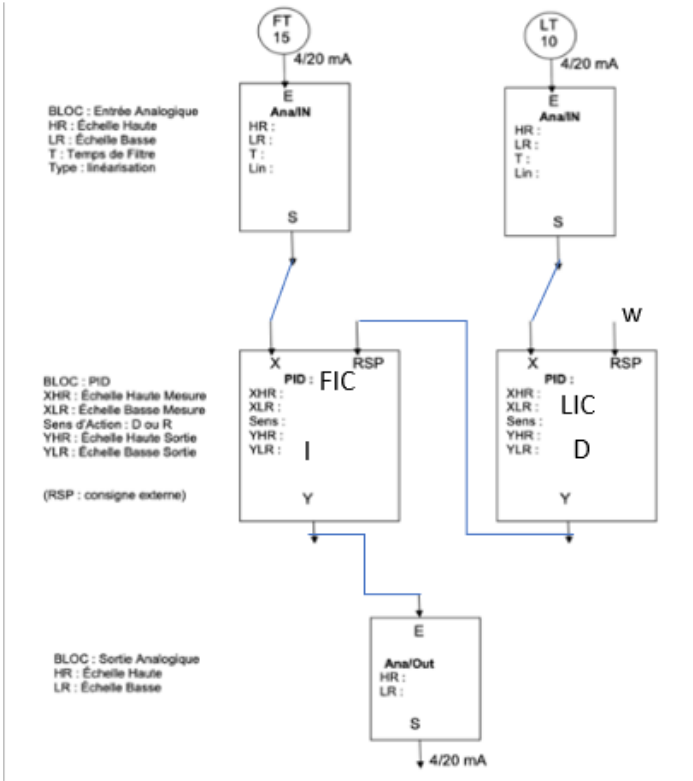 FT
15
4/20 mA
LT
10
4/20 mA
BLOC : Entrée Analogique
HR : Échelle Haute
LR : Échelle Basse
T : Temps de Filtre
Type : linéarisation
E
Ana/IN
HR :
LR :
T :
Lin :
S
E
Ana/IN
HR :
LR :
T :
Lin :
S
W
BLOC : PID
XHR : Échelle Haute Mesure
XLR : Échelle Basse Mesure
Sens d'Action : D ou R
YHR : Échelle Haute Sortie
YLR : Échelle Basse Sortie
(RSP : consigne externe)
X RSP
PID : FIC
XHR :
XLR :
Sens :
YHR :
YLR : I
Y
X RSP
PID :
XHR :
XLR : LIC
Sens :
YHR :
YLR : D
Y
BLOC : Sortie Analogique
HR : Échelle Haute
LR : Échelle Basse
E
Ana/Out
HR :
LR :
S
4/20 mA